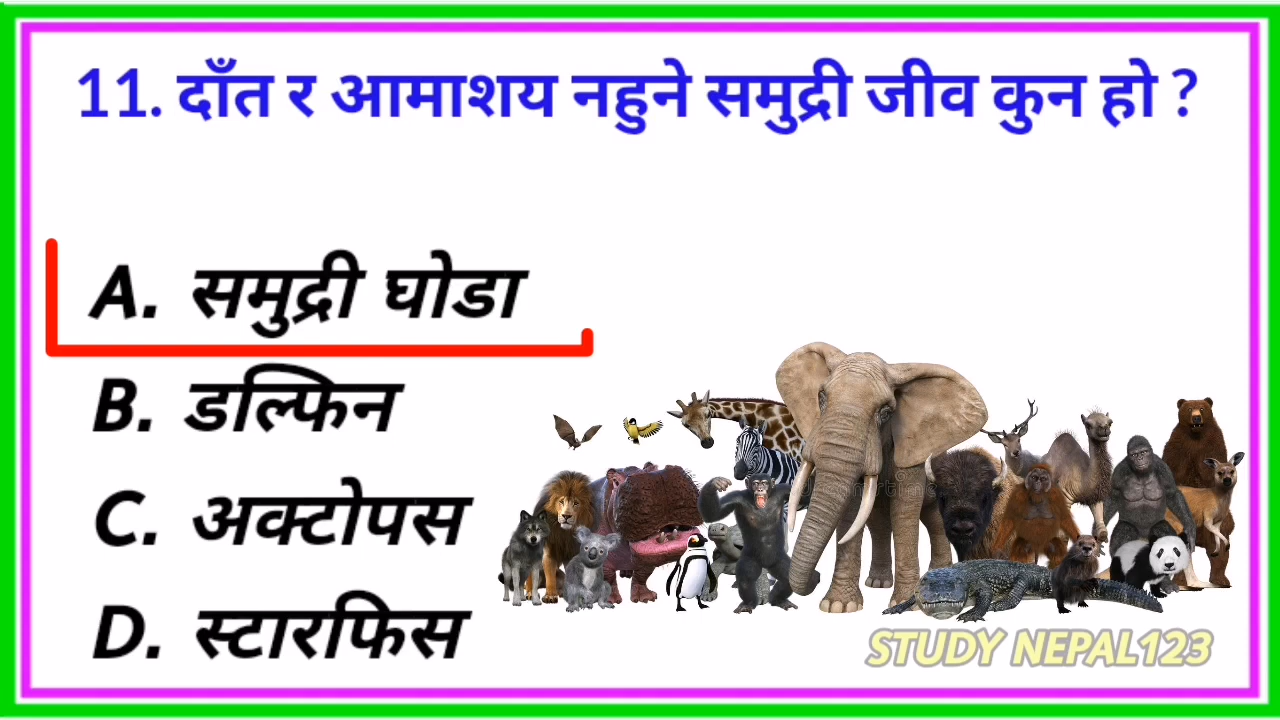 11. दाँत र आमाशय नहुने समुद्री जीव कुन हो ?
A. समुद्री घोडा
B. डल्फिन
C. अक्टोपस
D. स्टारफिस
STUDY NEPAL123